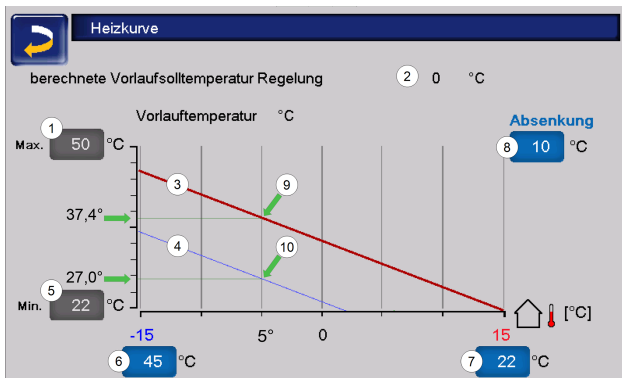 Heizkurve
berechnete Vorlaufsolltemperatur Regelung 2 0 °C
Vorlauftemperatur °C
Absenkung
1
Max. 50 °C
8 10 °C
3
9
37,4°
4
10
27,0°
5
Min. 22 °C
[°C]
-15 5° 0 15
6 45 °C
7 22 °C